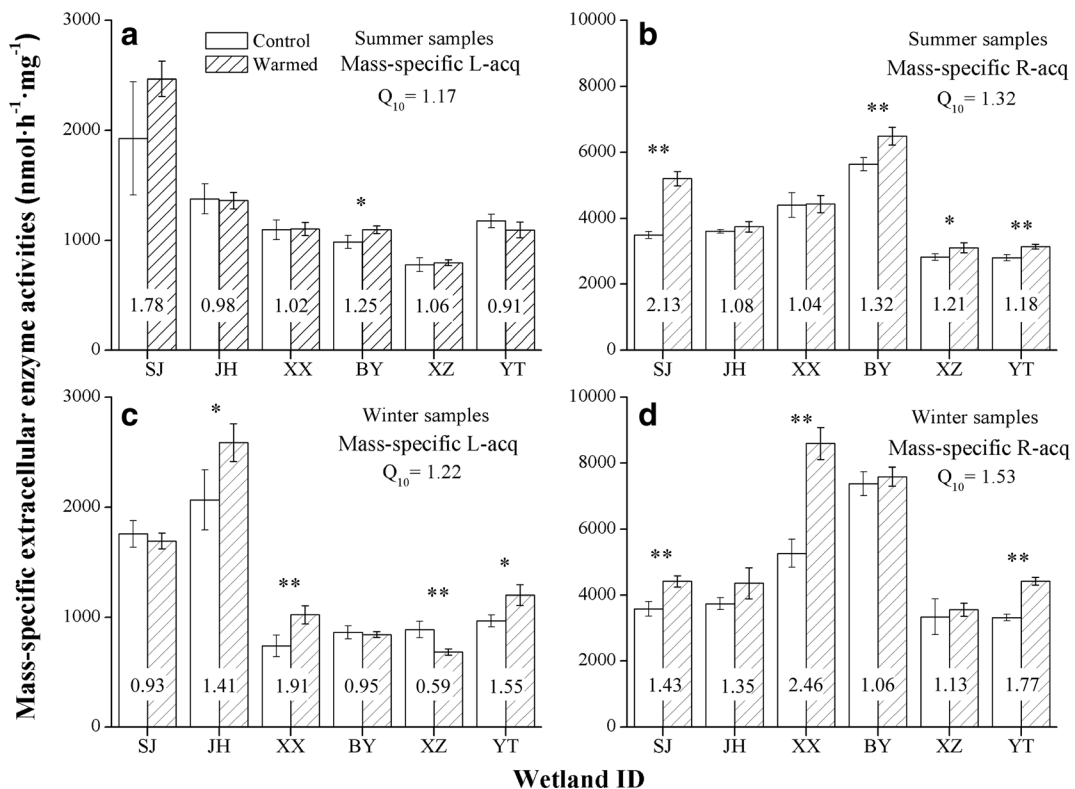 Mass-specific extracellular enzyme activities (nmol·h⁻¹·mg⁻¹)
a
Control
Warmed
Summer samples
Mass-specific L-acq
Q₁₀= 1.17
3000
2000
1000
0
*
1.78 0.98 1.02 1.25 1.06 0.91
SJ JH XX BY XZ YT
b
Summer samples
Mass-specific R-acq
Q₁₀= 1.32
10000
8000
6000
4000
2000
0
** ** * **
2.13 1.08 1.04 1.32 1.21 1.18
SJ JH XX BY XZ YT
c
Winter samples
Mass-specific L-acq
Q₁₀= 1.22
3000
2000
1000
0
* ** ** *
0.93 1.41 1.91 0.95 0.59 1.55
SJ JH XX BY XZ YT
d
Winter samples
Mass-specific R-acq
Q₁₀= 1.53
10000
8000
6000
4000
2000
0
** ** **
1.43 1.35 2.46 1.06 1.13 1.77
SJ JH XX BY XZ YT
Wetland ID